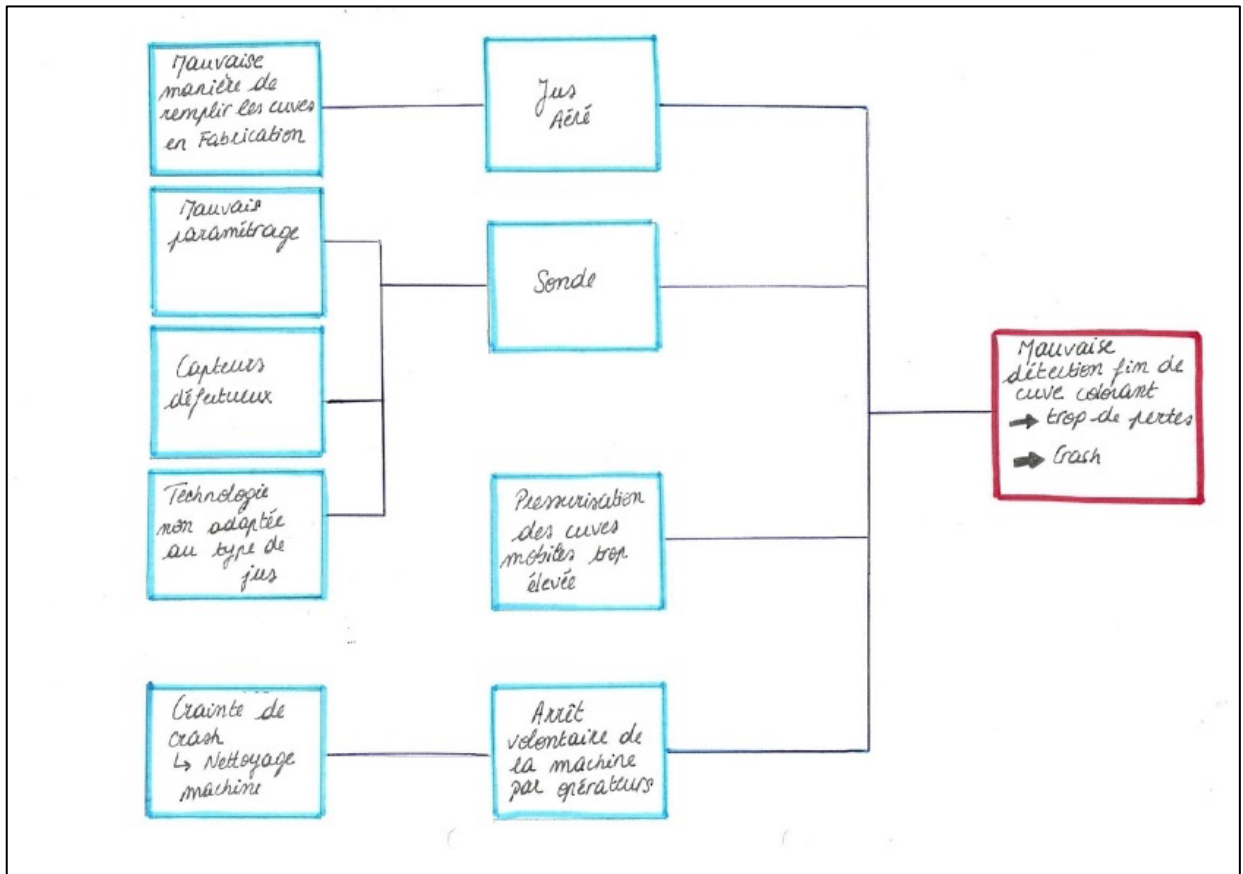 Mauvaise
manière de
remplir les cuves
en Fabrication
Jus
Aéré
Mauvais
paramétrage
Sonde
Capteurs
défectueux
Mauvaise
détection fin de
cuve colorant
→ trop de pertes
→ Crash
Technologie
non adaptée
au type de
jus
Pressurisation
des cuves
mobiles trop
élevée
Crainte de
crash
↳ Nettoyage
machine
Arrêt
volontaire de
la machine
par opérateurs